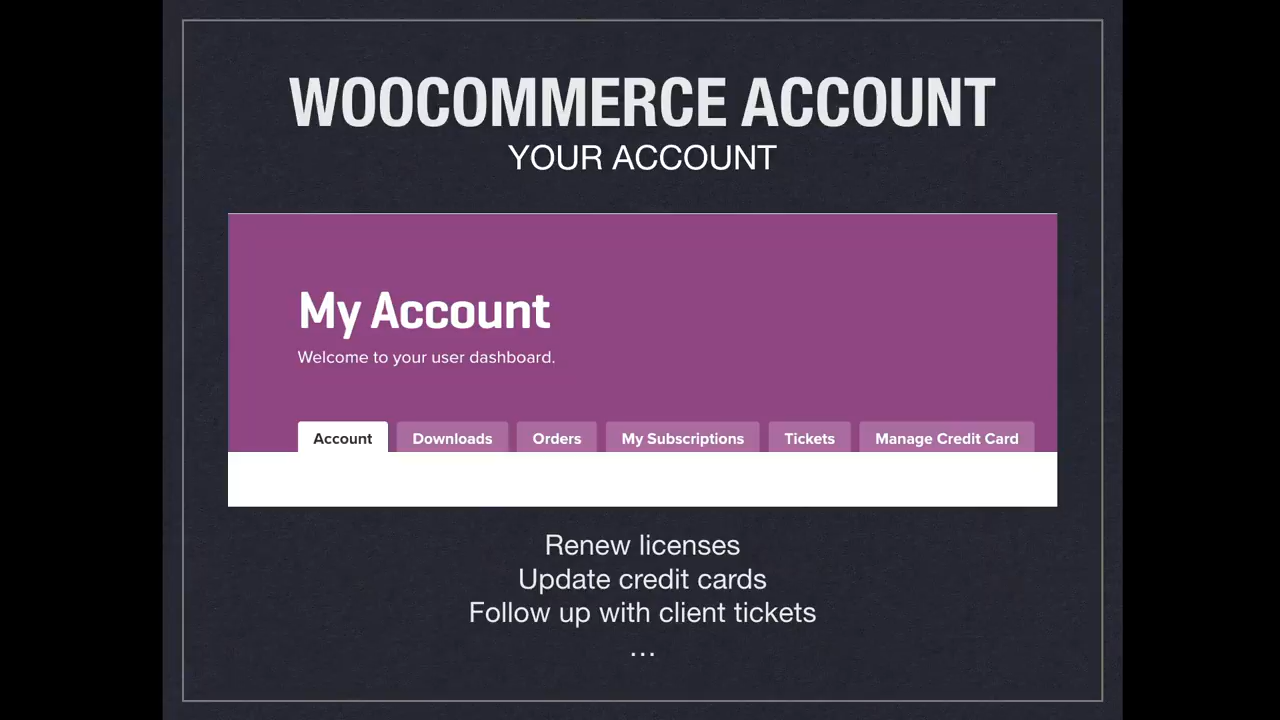 WOOCOMMERCE ACCOUNT
YOUR ACCOUNT
My Account
Welcome to your user dashboard.
Account Downloads Orders My Subscriptions Tickets Manage Credit Card
Renew licenses
Update credit cards
Follow up with client tickets
...